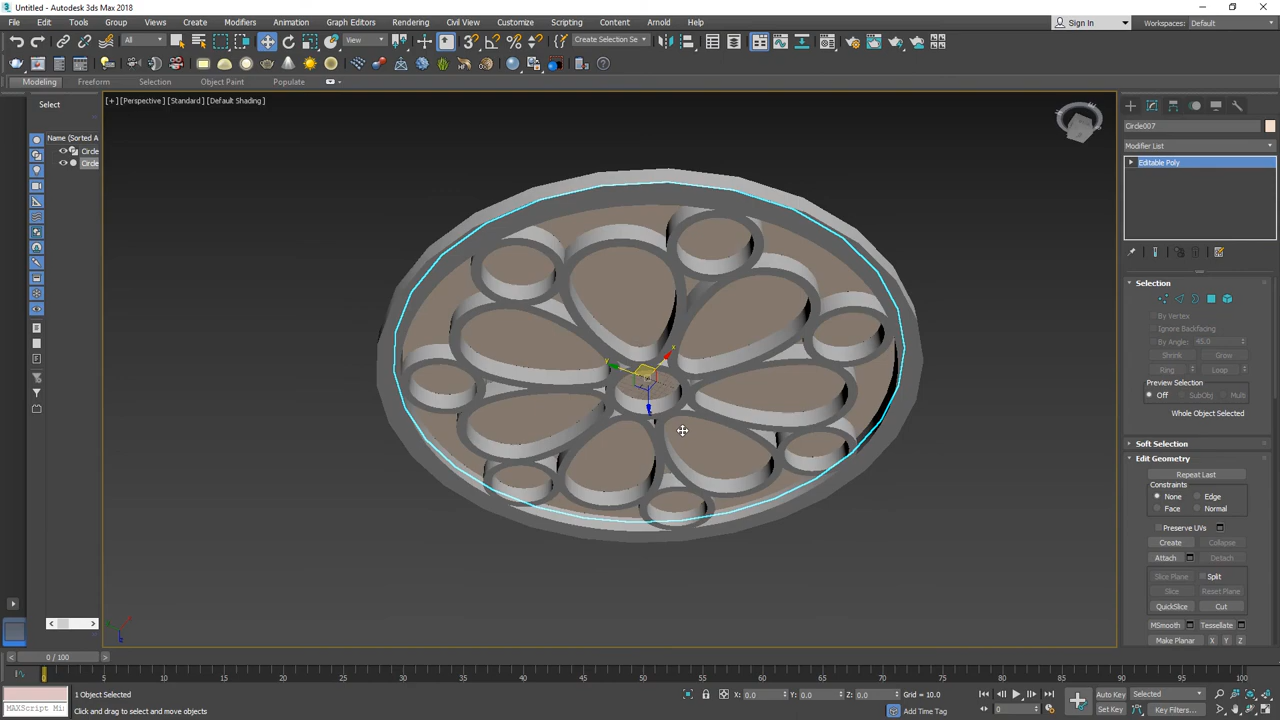 Untitled - Autodesk 3ds Max 2018
File Edit Tools Group Views Create Modifiers Animation Graph Editors Rendering Civil View Customize Scripting Content Arnold Help
Sign In Workspaces: Default
All View Create Selection Se
Modeling Freeform Selection Object Paint Populate
Select
[+] [Perspective] [Standard] [Default Shading]
Name (Sorted A
Circle
Circle
Circle007
Modifier List
Editable Poly
Selection
By Vertex
Ignore Backfacing
By Angle: 45.0
Shrink Grow
Ring Loop
Preview Selection
Off SubObj Multi
Whole Object Selected
Soft Selection
Edit Geometry
Repeat Last
Constraints
None Edge
Face Normal
Preserve UVs
Create Collapse
Attach Detach
Slice Plane Split
Slice Reset Plane
QuickSlice Cut
MSmooth Tessellate
Make Planar X Y Z
x
y
0 / 100
0 5 10 15 20 25 30 35 40 45 50 55 60 65 70 75 80 85 90 95 100
1 Object Selected
X: 0.0 Y: 0.0 Z: 0.0 Grid = 10.0
Auto Key Selected
MAXScript Mi
Click and drag to select and move objects
Add Time Tag
0
Set Key Key Filters...